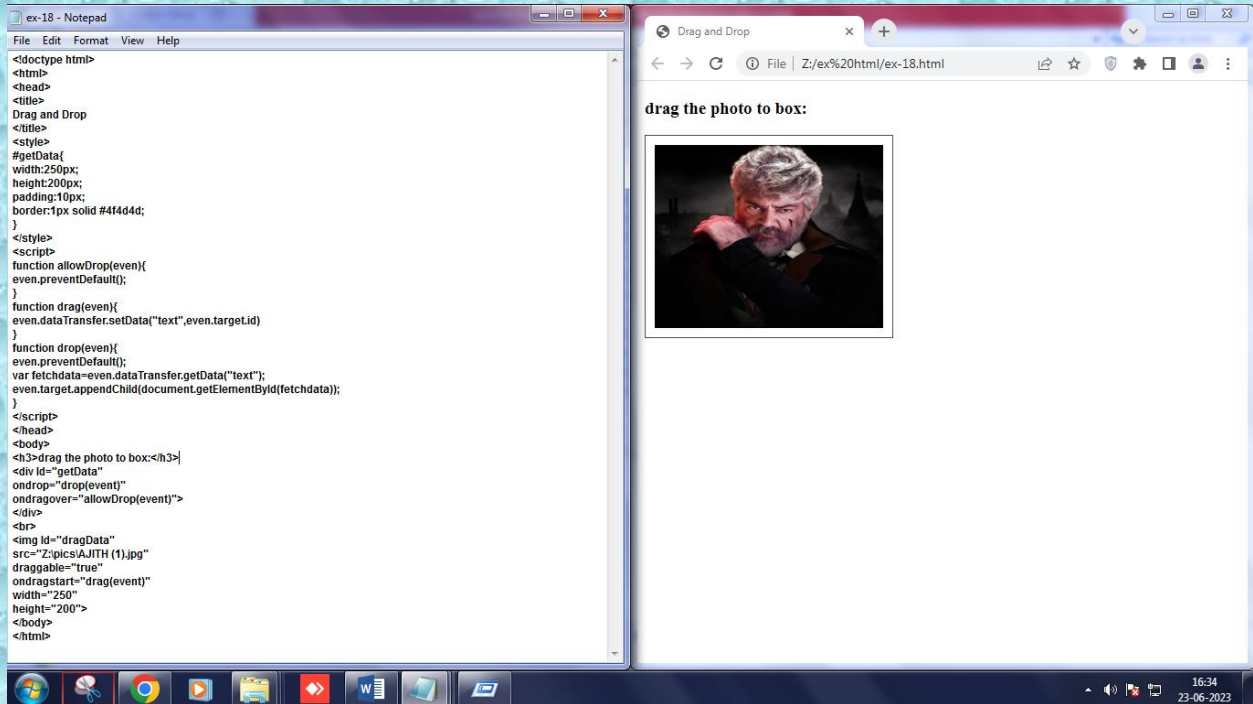 ex-18 - Notepad
File Edit Format View Help
<!doctype html>
<html>
<head>
<title>
Drag and Drop
</title>
<style>
#getData{
width:250px;
height:200px;
padding:10px;
border:1px solid #4f4d4d;
}
</style>
<script>
function allowDrop(even){
even.preventDefault();
}
function drag(even){
even.dataTransfer.setData("text",even.target.id)
}
function drop(even){
even.preventDefault();
var fetchdata=even.dataTransfer.getData("text");
even.target.appendChild(document.getElementById(fetchdata));
}
</script>
</head>
<body>
<h3>drag the photo to box:</h3>
<div Id="getData"
ondrop="drop(event)"
ondragover="allowDrop(event)">
</div>
<br>
<img Id="dragData"
src="Z:\pics\AJITH (1).jpg"
draggable="true"
ondragstart="drag(event)"
width="250"
height="200">
</body>
</html>
Drag and Drop
File Z:/ex%20html/ex-18.html
drag the photo to box:
16:34
23-06-2023